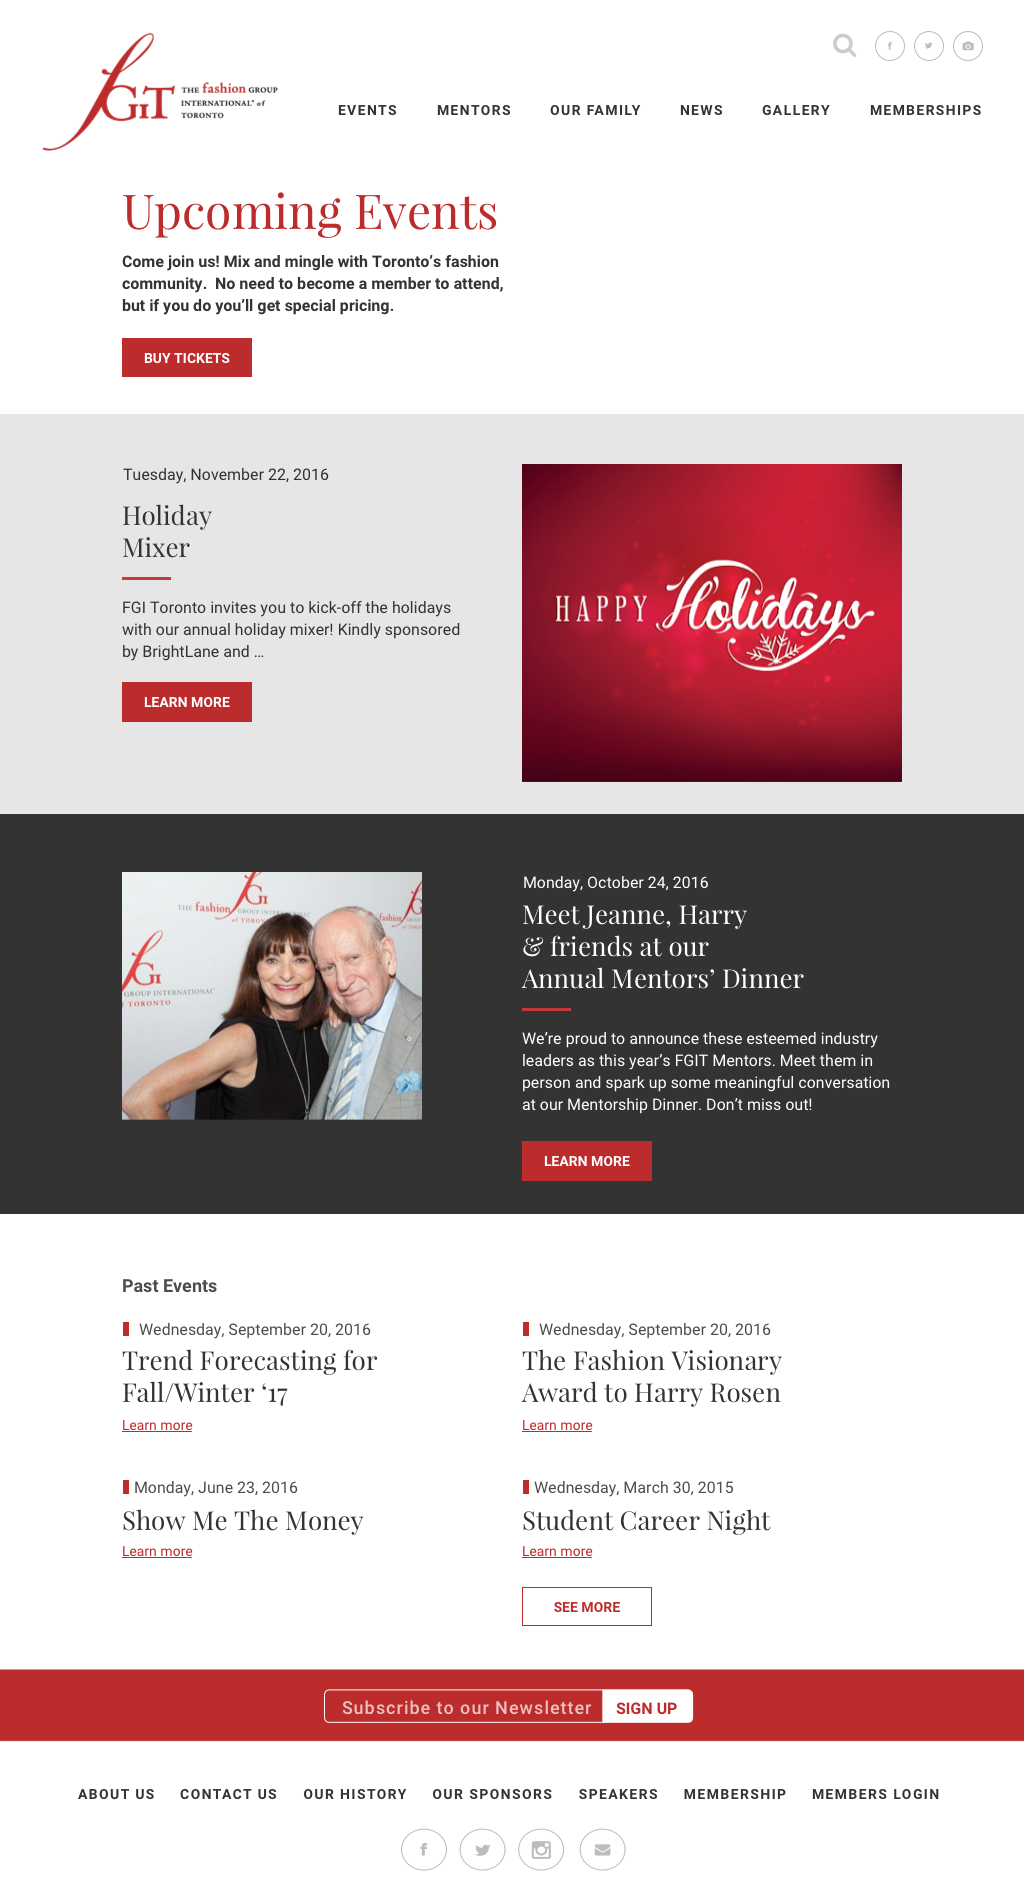 fGIT THE fashion GROUP
INTERNATIONAL® of
TORONTO
EVENTS MENTORS OUR FAMILY NEWS GALLERY MEMBERSHIPS
Upcoming Events
Come join us! Mix and mingle with Toronto’s fashion
community.  No need to become a member to attend,
but if you do you’ll get special pricing.
BUY TICKETS
Tuesday, November 22, 2016
Holiday
Mixer
FGI Toronto invites you to kick-off the holidays
with our annual holiday mixer! Kindly sponsored
by BrightLane and ...
LEARN MORE
HAPPY Holidays
THE fashion GROUP INTERNATIONAL
of TORONTO
fGI
fashion
fGI
GROUP INTERNATIONAL
TORONTO
Monday, October 24, 2016
Meet Jeanne, Harry
& friends at our
Annual Mentors’ Dinner
We’re proud to announce these esteemed industry
leaders as this year’s FGIT Mentors. Meet them in
person and spark up some meaningful conversation
at our Mentorship Dinner. Don’t miss out!
LEARN MORE
Past Events
Wednesday, September 20, 2016
Trend Forecasting for
Fall/Winter ‘17
Learn more
Wednesday, September 20, 2016
The Fashion Visionary
Award to Harry Rosen
Learn more
Monday, June 23, 2016
Show Me The Money
Learn more
Wednesday, March 30, 2015
Student Career Night
Learn more
SEE MORE
Subscribe to our Newsletter SIGN UP
ABOUT US CONTACT US OUR HISTORY OUR SPONSORS SPEAKERS MEMBERSHIP MEMBERS LOGIN